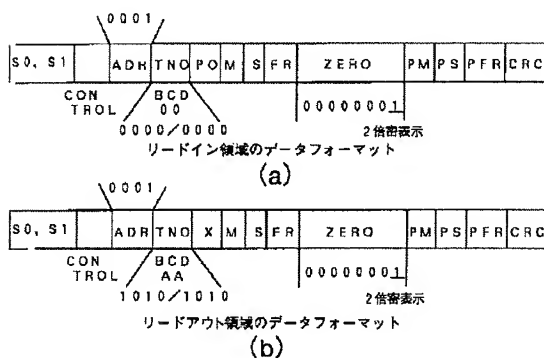 0001
S0, S1 ADR TNO PO M S FR ZERO PM PS PFR CRC
CON TROL
BCD
00
00000001
0000/0000
2倍密表示
リードイン領域のデータフォーマット
(a)
0001
S0, S1 ADR TNO X M S FR ZERO PM PS PFR CRC
CON TROL
BCD
AA
00000001
1010/1010
2倍密表示
リードアウト領域のデータフォーマット
(b)